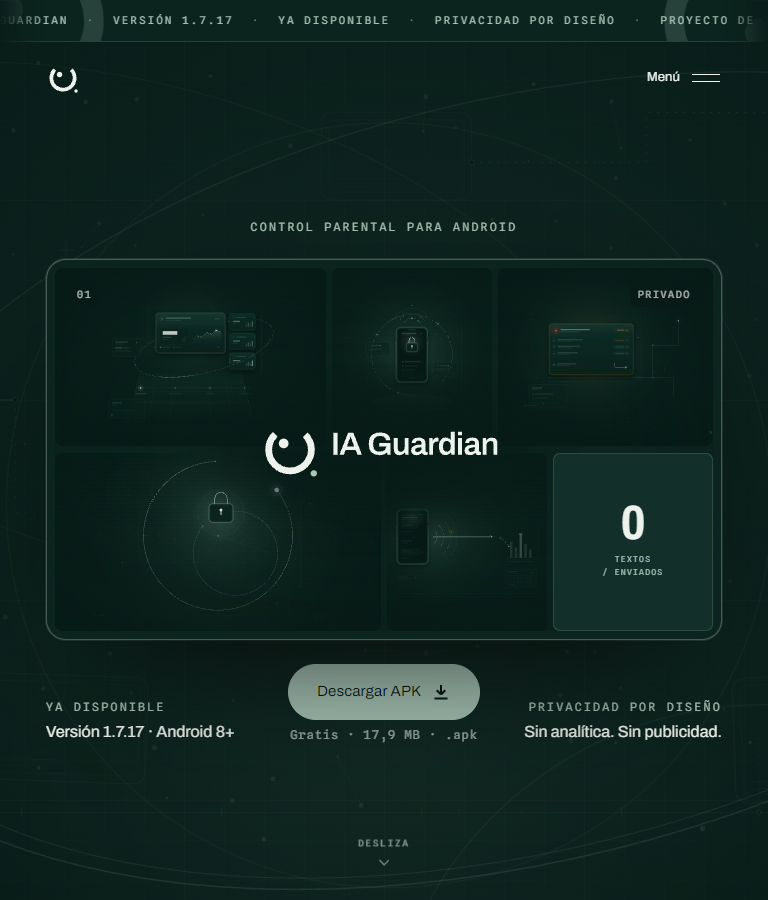 UARDIAN · VERSIÓN 1.7.17 · YA DISPONIBLE · PRIVACIDAD POR DISEÑO · PROYECTO DE
Menú
CONTROL PARENTAL PARA ANDROID
01
PRIVADO
IA Guardian
0
TEXTOS
/ ENVIADOS
Descargar APK
Gratis · 17,9 MB · .apk
YA DISPONIBLE
Versión 1.7.17 · Android 8+
PRIVACIDAD POR DISEÑO
Sin analítica. Sin publicidad.
DESLIZA